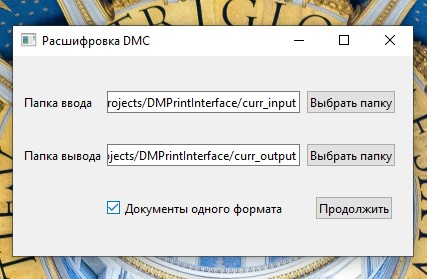 Расшифровка DMC
Папка ввода rojects/DMPrintInterface/curr_input Выбрать папку
Папка вывода ojects/DMPrintInterface/curr_output Выбрать папку
Документы одного формата Продолжить